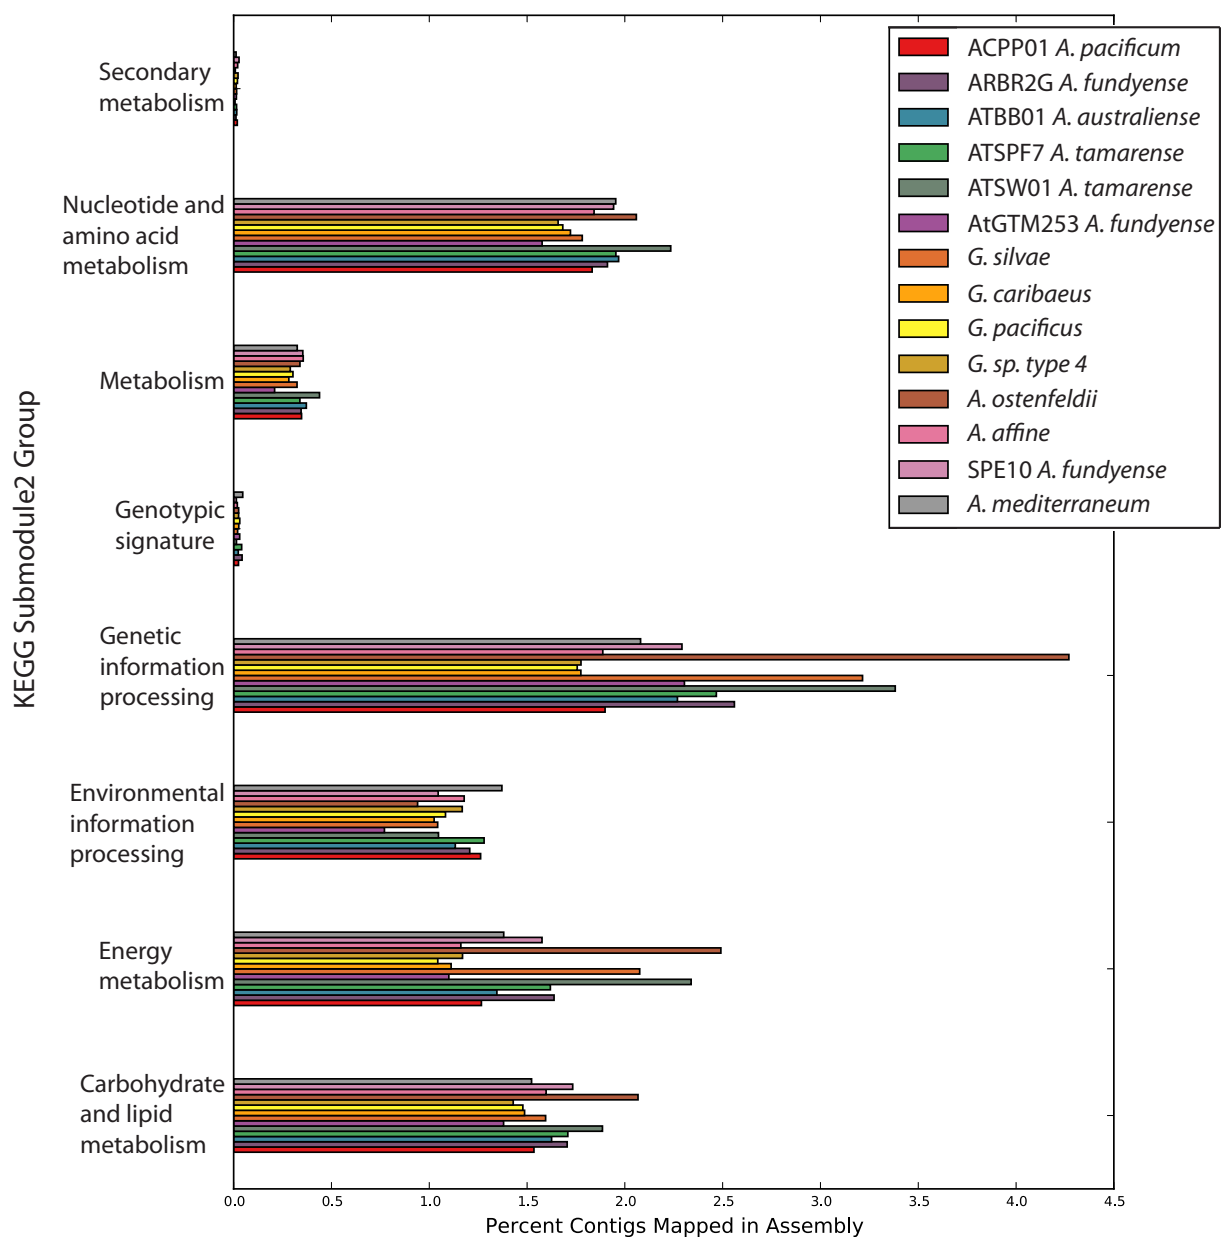 Secondary
metabolism
Nucleotide and
amino acid
metabolism
Metabolism
Genotypic
signature
Genetic
information
processing
Environmental
information
processing
Energy
metabolism
Carbohydrate
and lipid
metabolism
KEGG Submodule2 Group
ACPP01 A. pacificum
ARBR2G A. fundyense
ATBB01 A. australiense
ATSPF7 A. tamarense
ATSW01 A. tamarense
AtGTM253 A. fundyense
G. silvae
G. caribaeus
G. pacificus
G. sp. type 4
A. ostenfeldii
A. affine
SPE10 A. fundyense
A. mediterraneum
0.0 0.5 1.0 1.5 2.0 2.5 3.0 3.5 4.0 4.5
Percent Contigs Mapped in Assembly